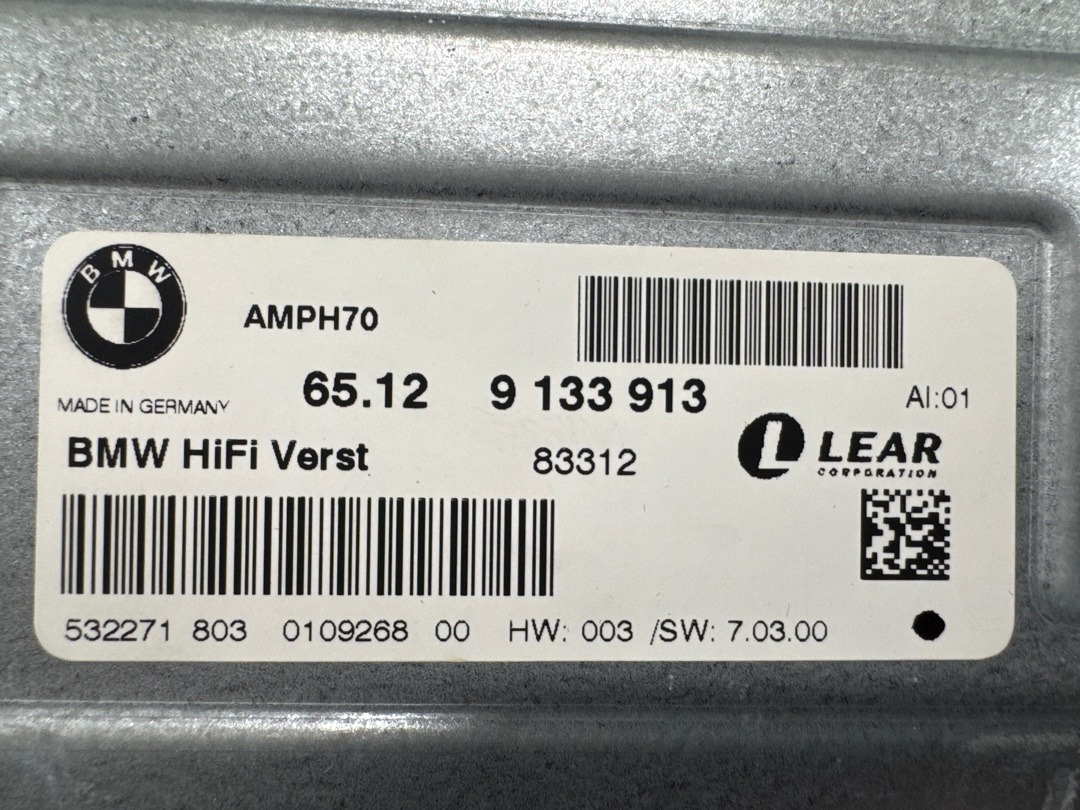 BMW
AMPH70
65.12 9 133 913
AI:01
MADE IN GERMANY
BMW HiFi Verst 83312
LEAR
CORPORATION
532271 803 0109268 00 HW: 003 /SW: 7.03.00